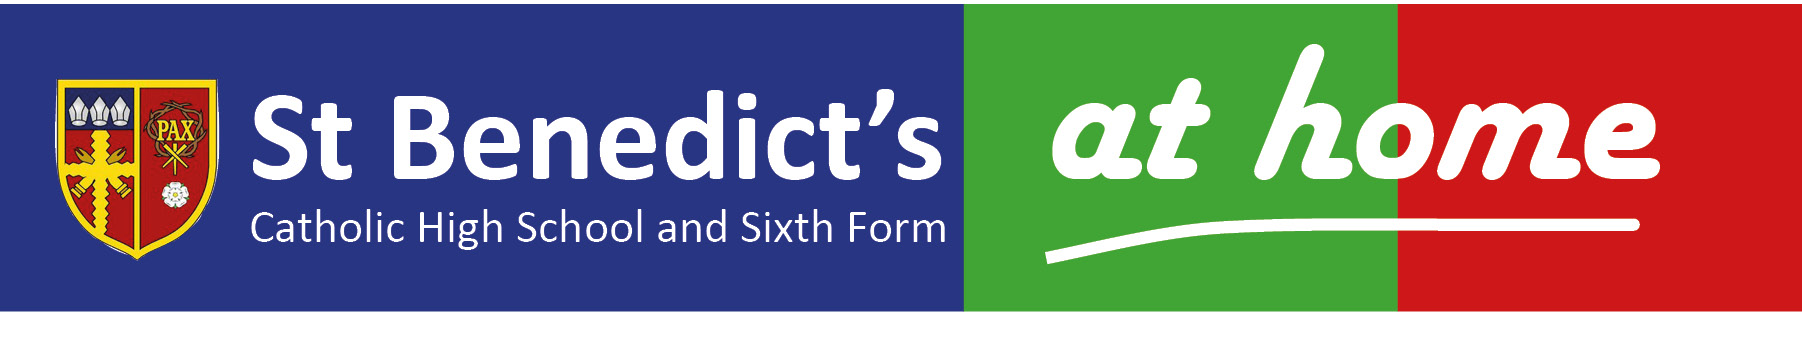 PAX
St Benedict’s
Catholic High School and Sixth Form
at home